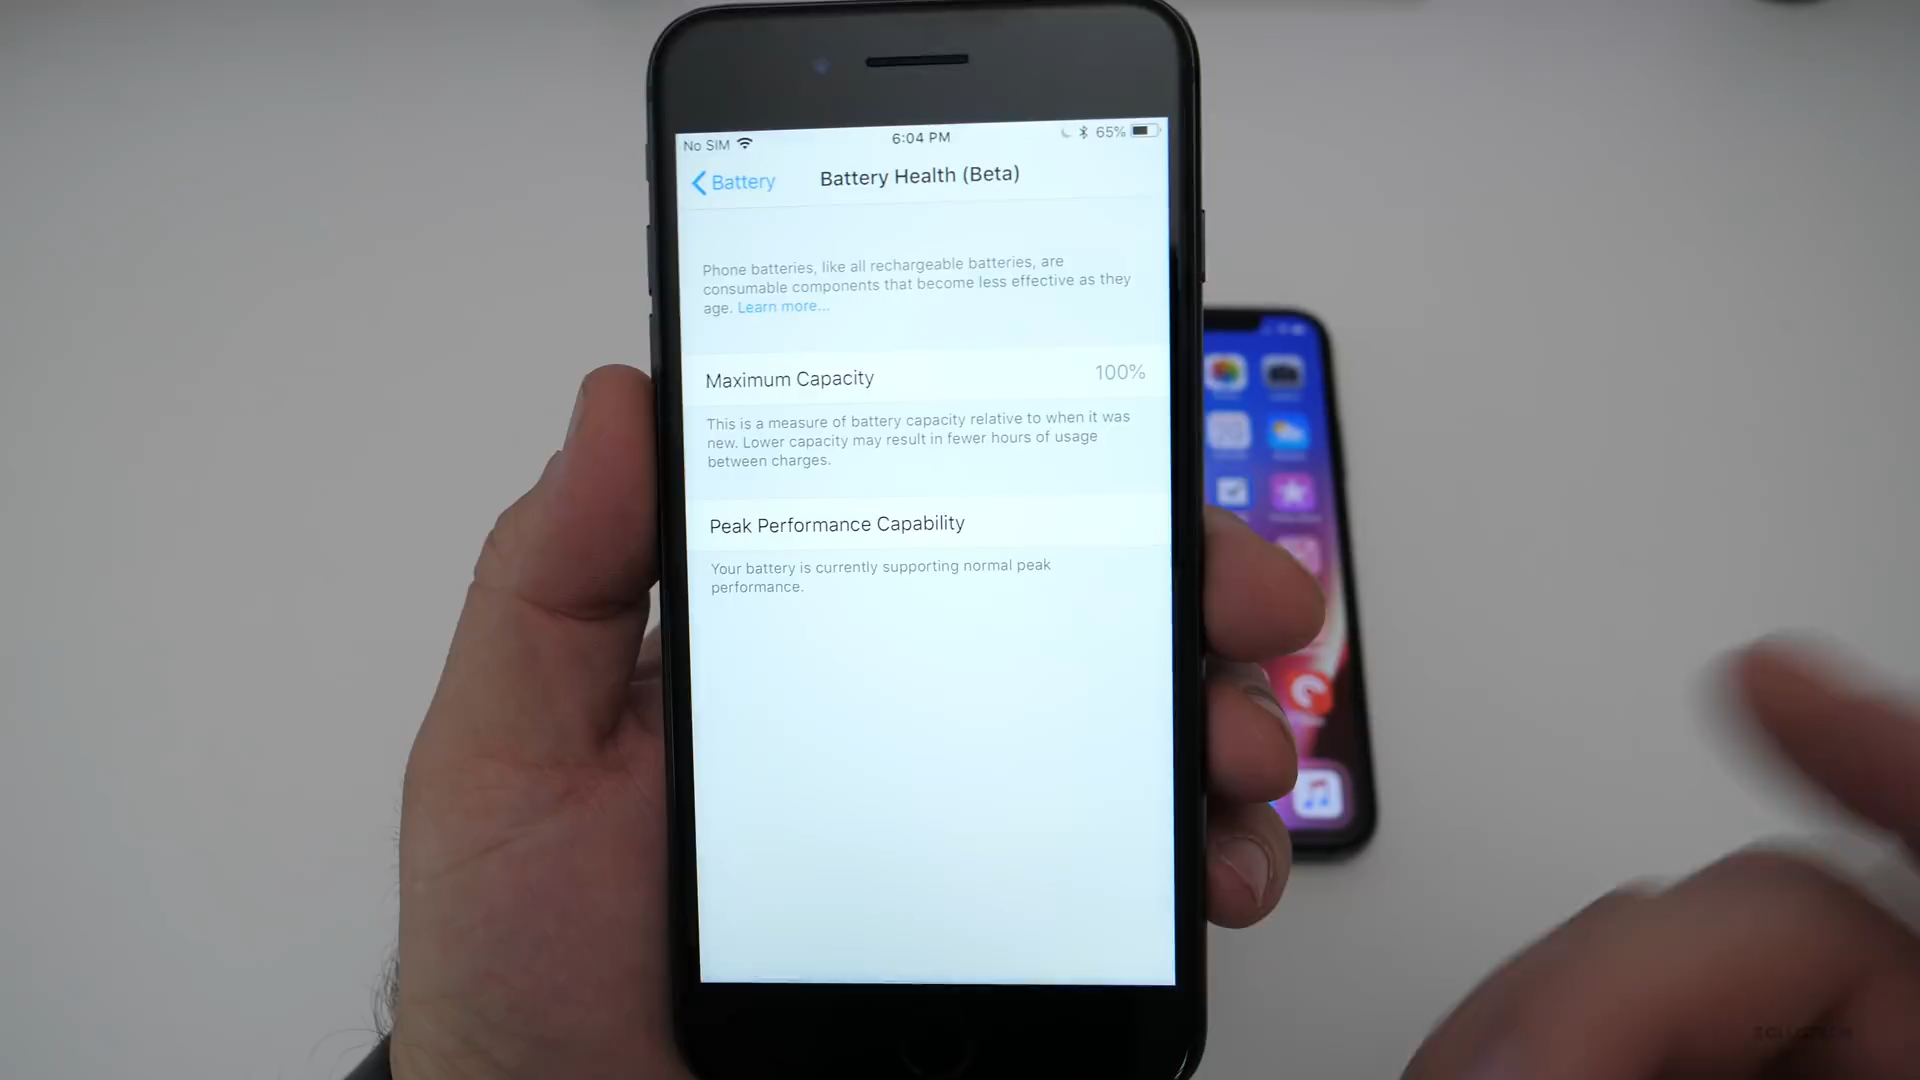 No SIM 6:04 PM 65%
Battery Battery Health (Beta)
Phone batteries, like all rechargeable batteries, are
consumable components that become less effective as they
age. Learn more...
Maximum Capacity 100%
This is a measure of battery capacity relative to when it was
new. Lower capacity may result in fewer hours of usage
between charges.
Peak Performance Capability
Your battery is currently supporting normal peak
performance.